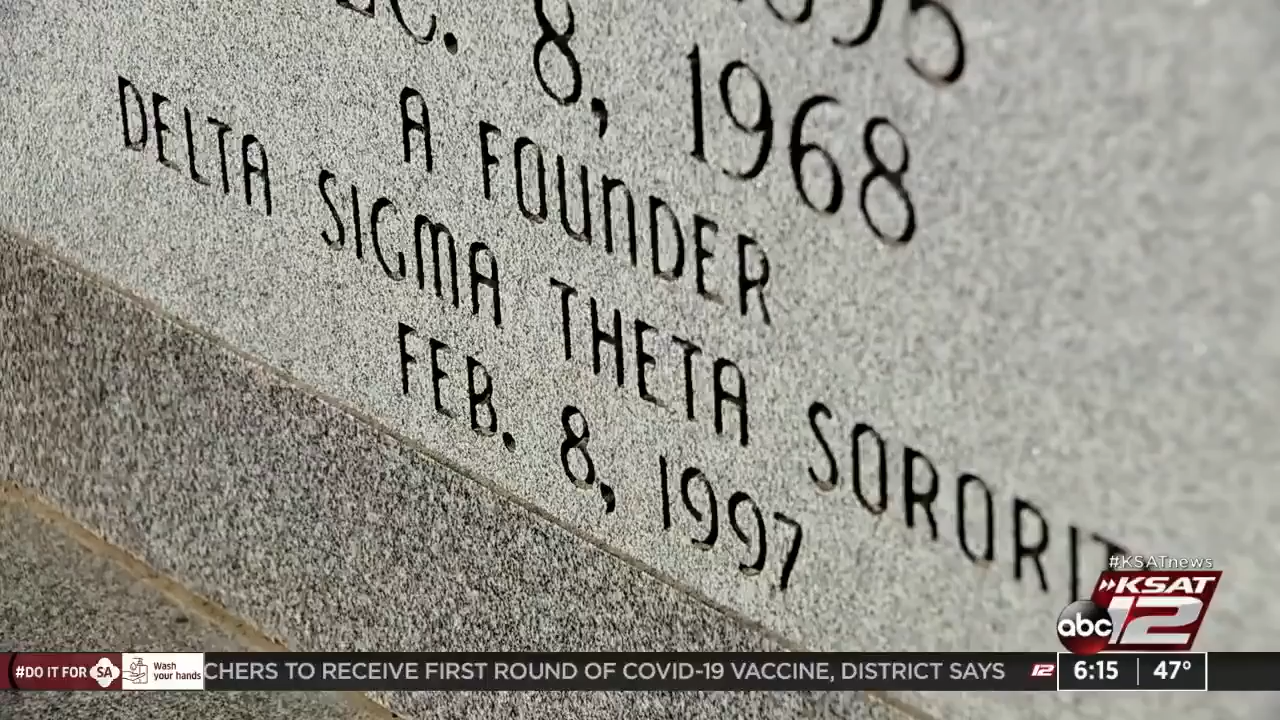 8, 1968
A FOUNDER
DELTA SIGMA THETA SORORIT
FEB. 8, 1997
#KSATnews
KSAT
abc 12
#DO IT FOR SA
Wash
your hands
CHERS TO RECEIVE FIRST ROUND OF COVID-19 VACCINE, DISTRICT SAYS
12
6:15
47°